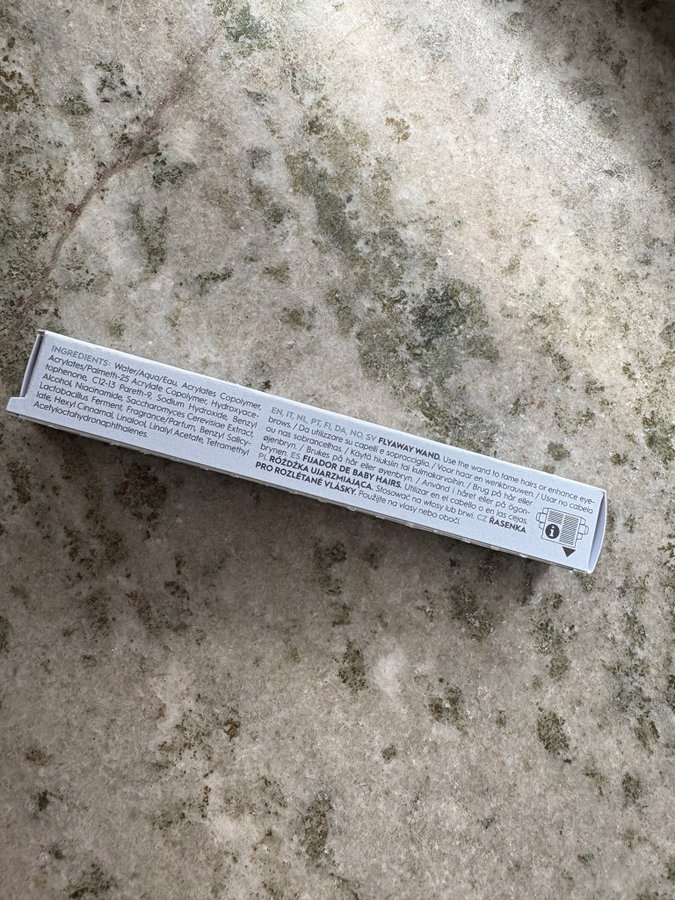 INGREDIENTS: Water/Aqua/Eau, Acrylates Copolymer,
Acrylates/Palmeth-25 Acrylate Copolymer, Hydroxyace-
tophenone, C12-13 Pareth-9, Sodium Hydroxide, Benzyl
Alcohol, Niacinamide, Saccharomyces Cerevisiae Extract,
Lactobacillus Ferment, Fragrance/Parfum, Benzyl Salicy-
late, Hexyl Cinnamal, Linalool, Linalyl Acetate, Tetramethyl
Acetyloctahydronaphthalenes.
EN, IT, NL, PT, FI, DA, NO, SV FLYAWAY WAND. Use the wand to tame hairs or enhance eye-
brows. / Da utilizzare su capelli e sopracciglia. / Voor haar en wenkbrauwen. / Usar no cabelo
ou nas sobrancelhas. / Käytä hiuksiin tai kulmakarvoihin. / Brug på hår eller
øjenbryn. / Brukes på hår eller øyenbryn. / Använd i håret eller på ögon-
brynen. ES FIJADOR DE BABY HAIRS. Utilizar en el cabello o en las cejas.
PL RÓŻDŻKA UJARZMIAJĄCA. Stosować na włosy lub brwi. CZ ŘASENKA
PRO ROZLÉTANÉ VLÁSKY. Použijte na vlasy nebo obočí.
i